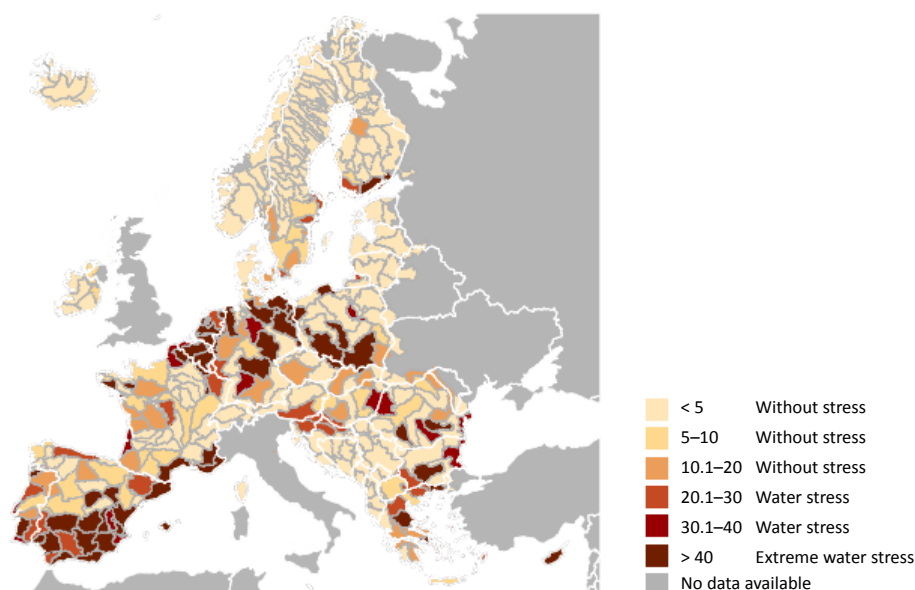 < 5 Without stress
5–10 Without stress
10.1–20 Without stress
20.1–30 Water stress
30.1–40 Water stress
> 40 Extreme water stress
No data available